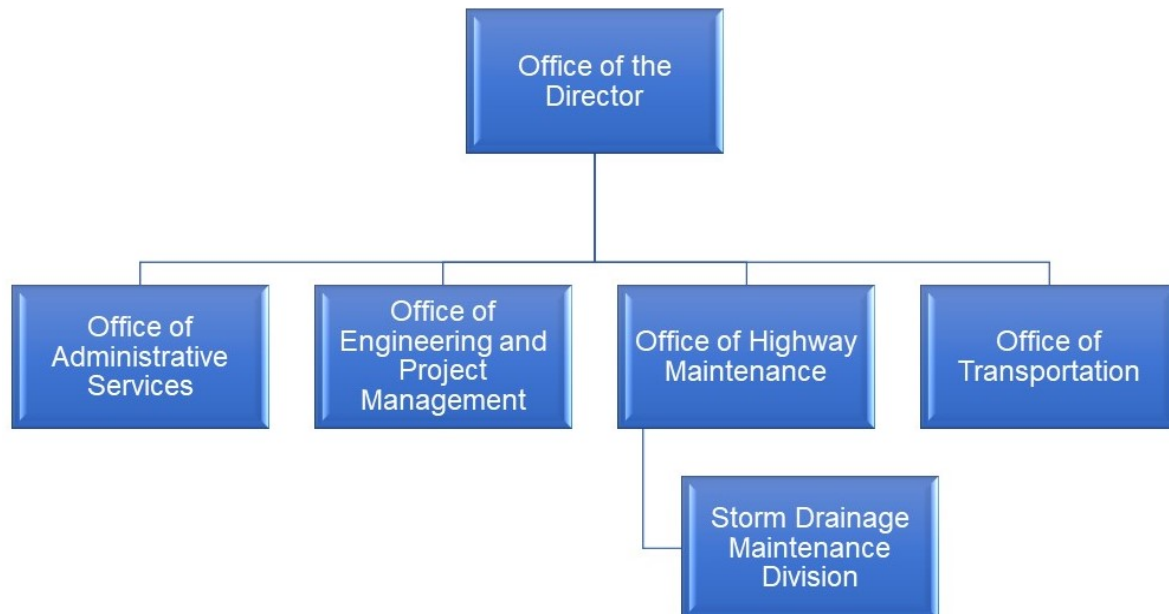 Office of the
Director
Office of
Administrative
Services
Office of
Engineering and
Project
Management
Office of Highway
Maintenance
Office of
Transportation
Storm Drainage
Maintenance
Division